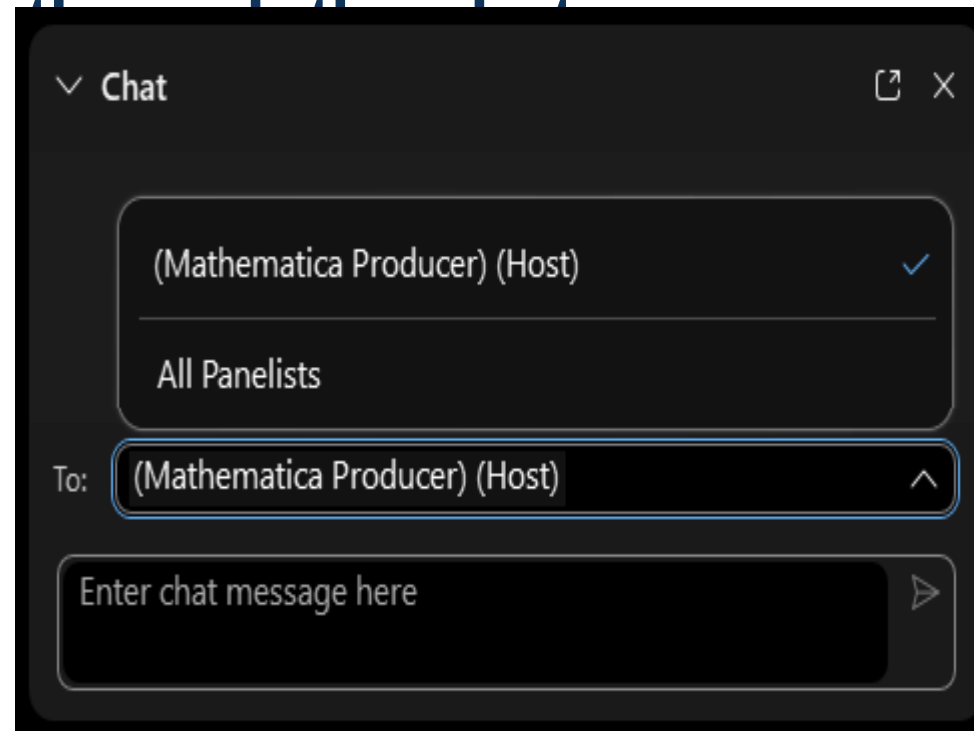 Chat
(Mathematica Producer) (Host)
All Panelists
To: (Mathematica Producer) (Host)
Enter chat message here